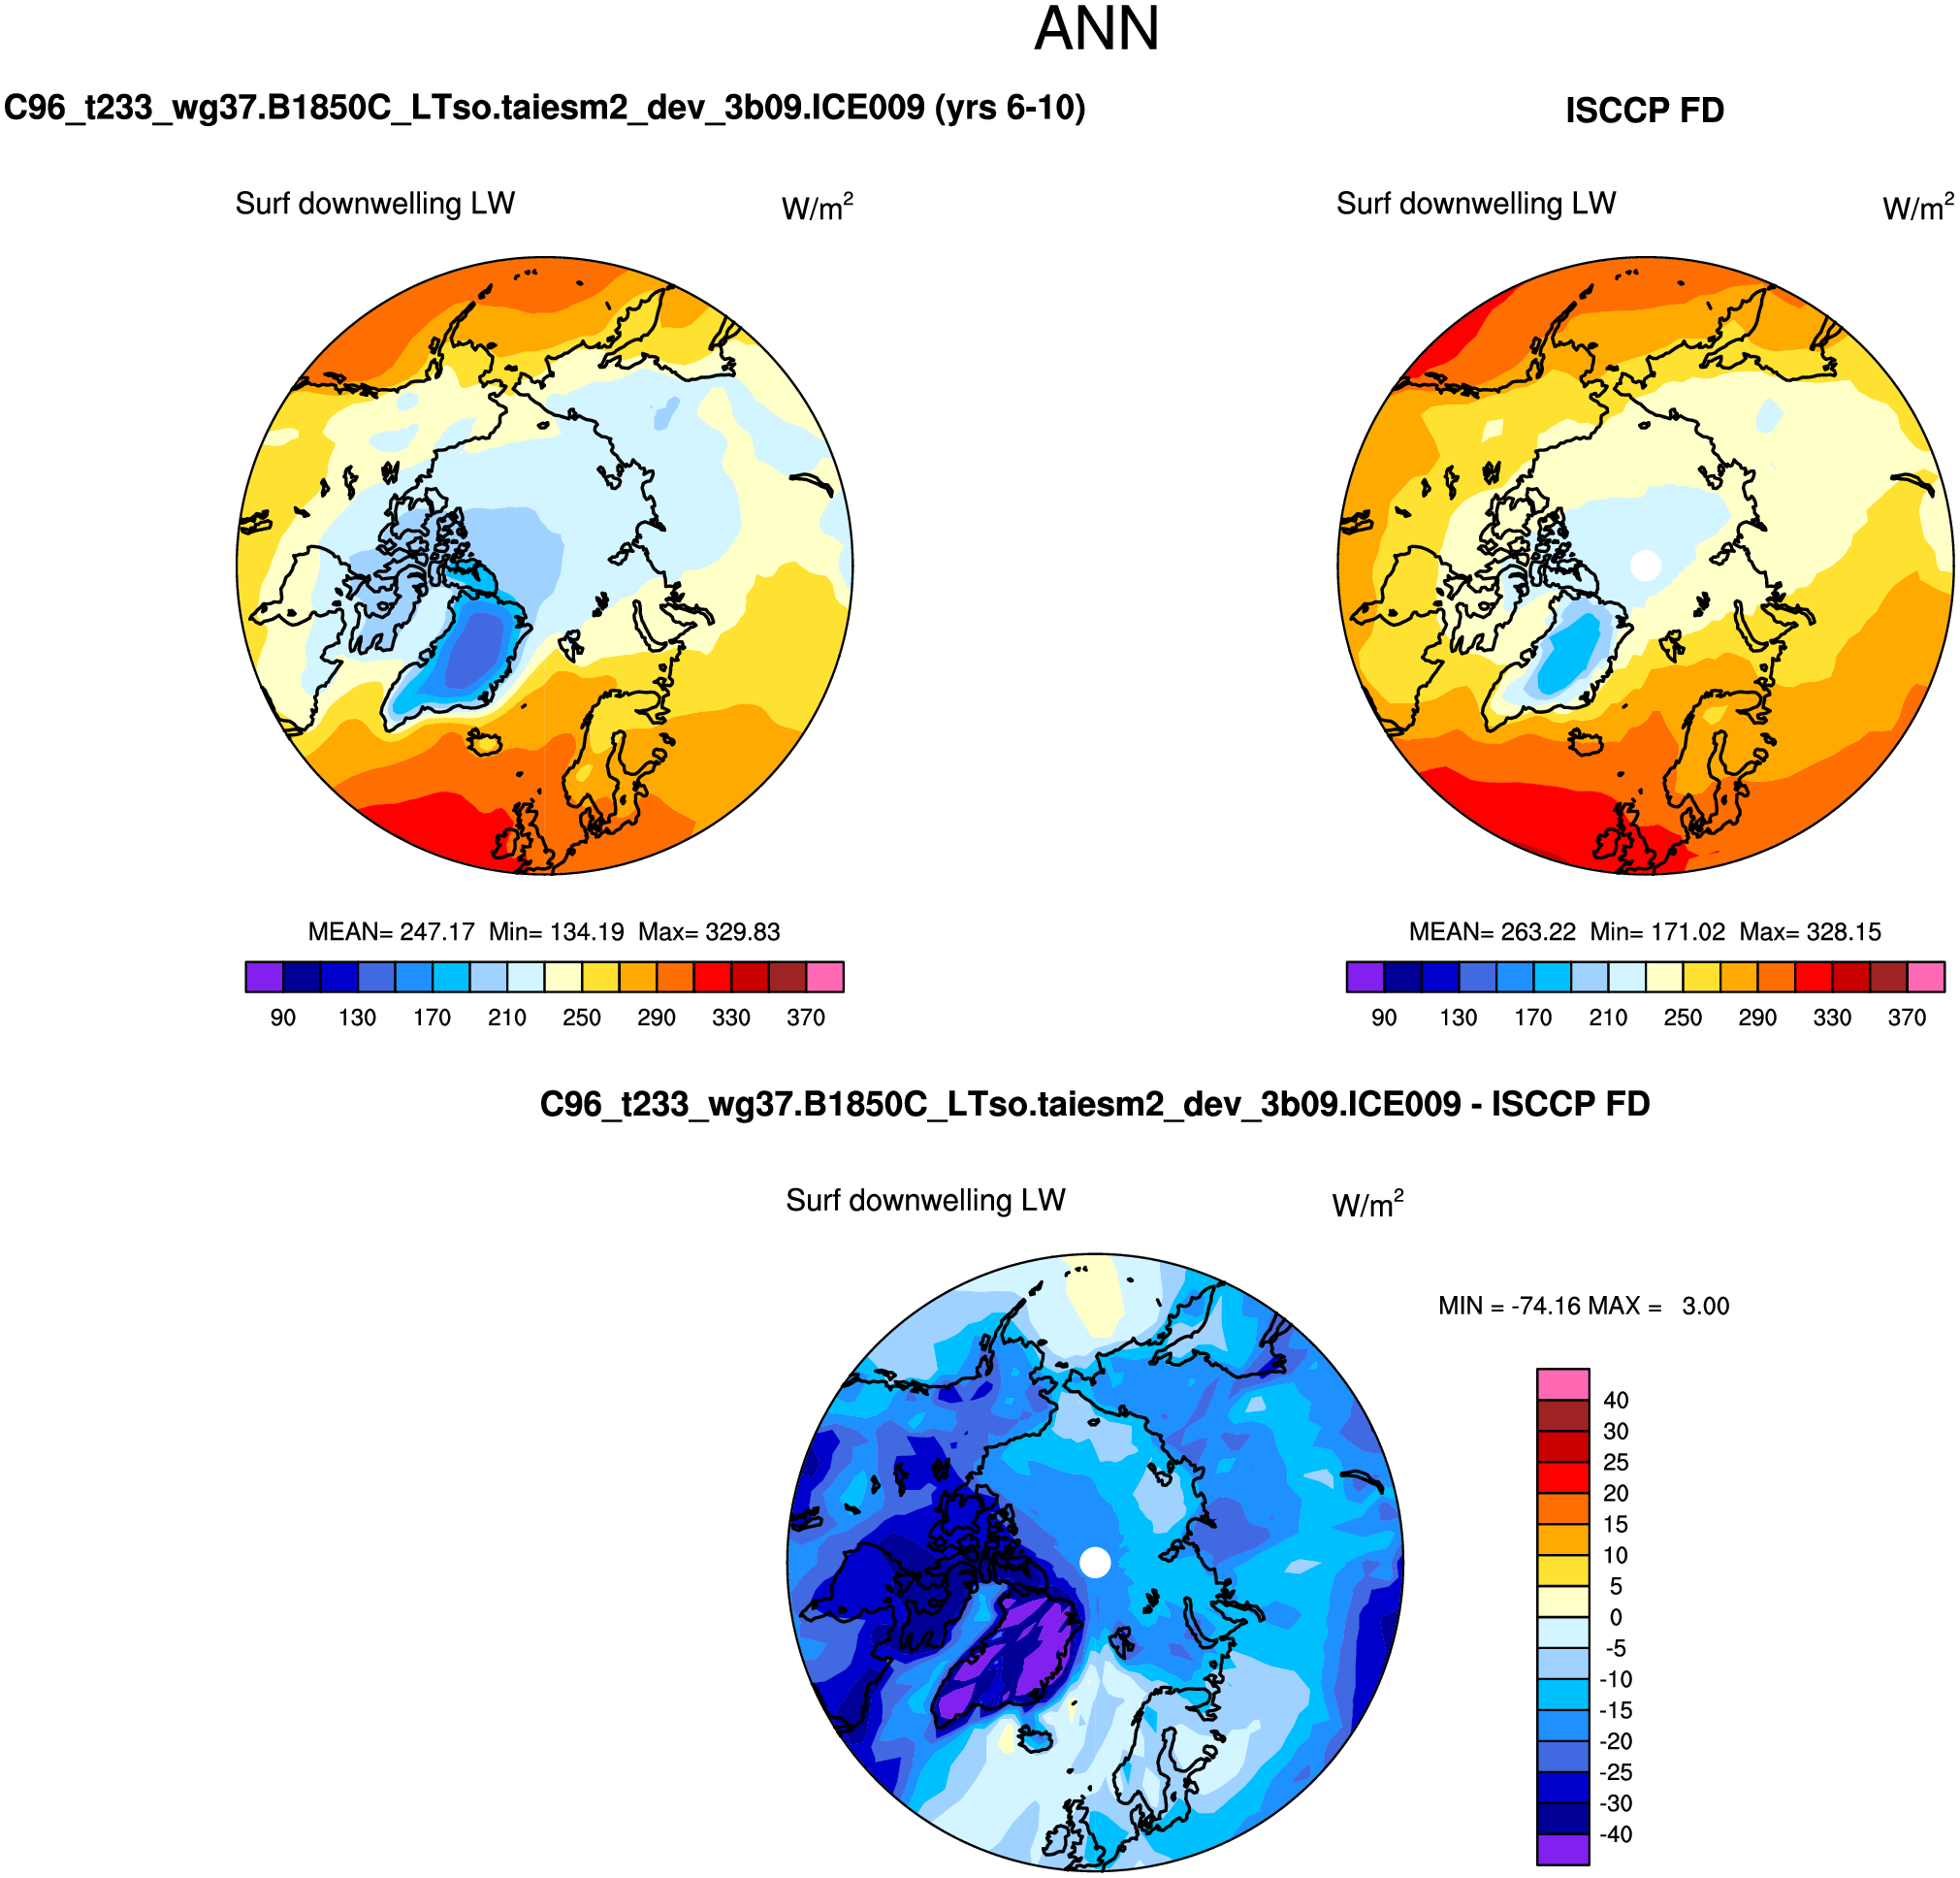 ANN
C96_t233_wg37.B1850C_LTso.taiesm2_dev_3b09.ICE009 (yrs 6-10)
ISCCP FD
Surf downwelling LW W/m²
Surf downwelling LW W/m²
MEAN= 247.17 Min= 134.19 Max= 329.83
MEAN= 263.22 Min= 171.02 Max= 328.15
90 130 170 210 250 290 330 370
90 130 170 210 250 290 330 370
C96_t233_wg37.B1850C_LTso.taiesm2_dev_3b09.ICE009 - ISCCP FD
Surf downwelling LW W/m²
MIN = -74.16 MAX = 3.00
40
30
25
20
15
10
5
0
-5
-10
-15
-20
-25
-30
-40